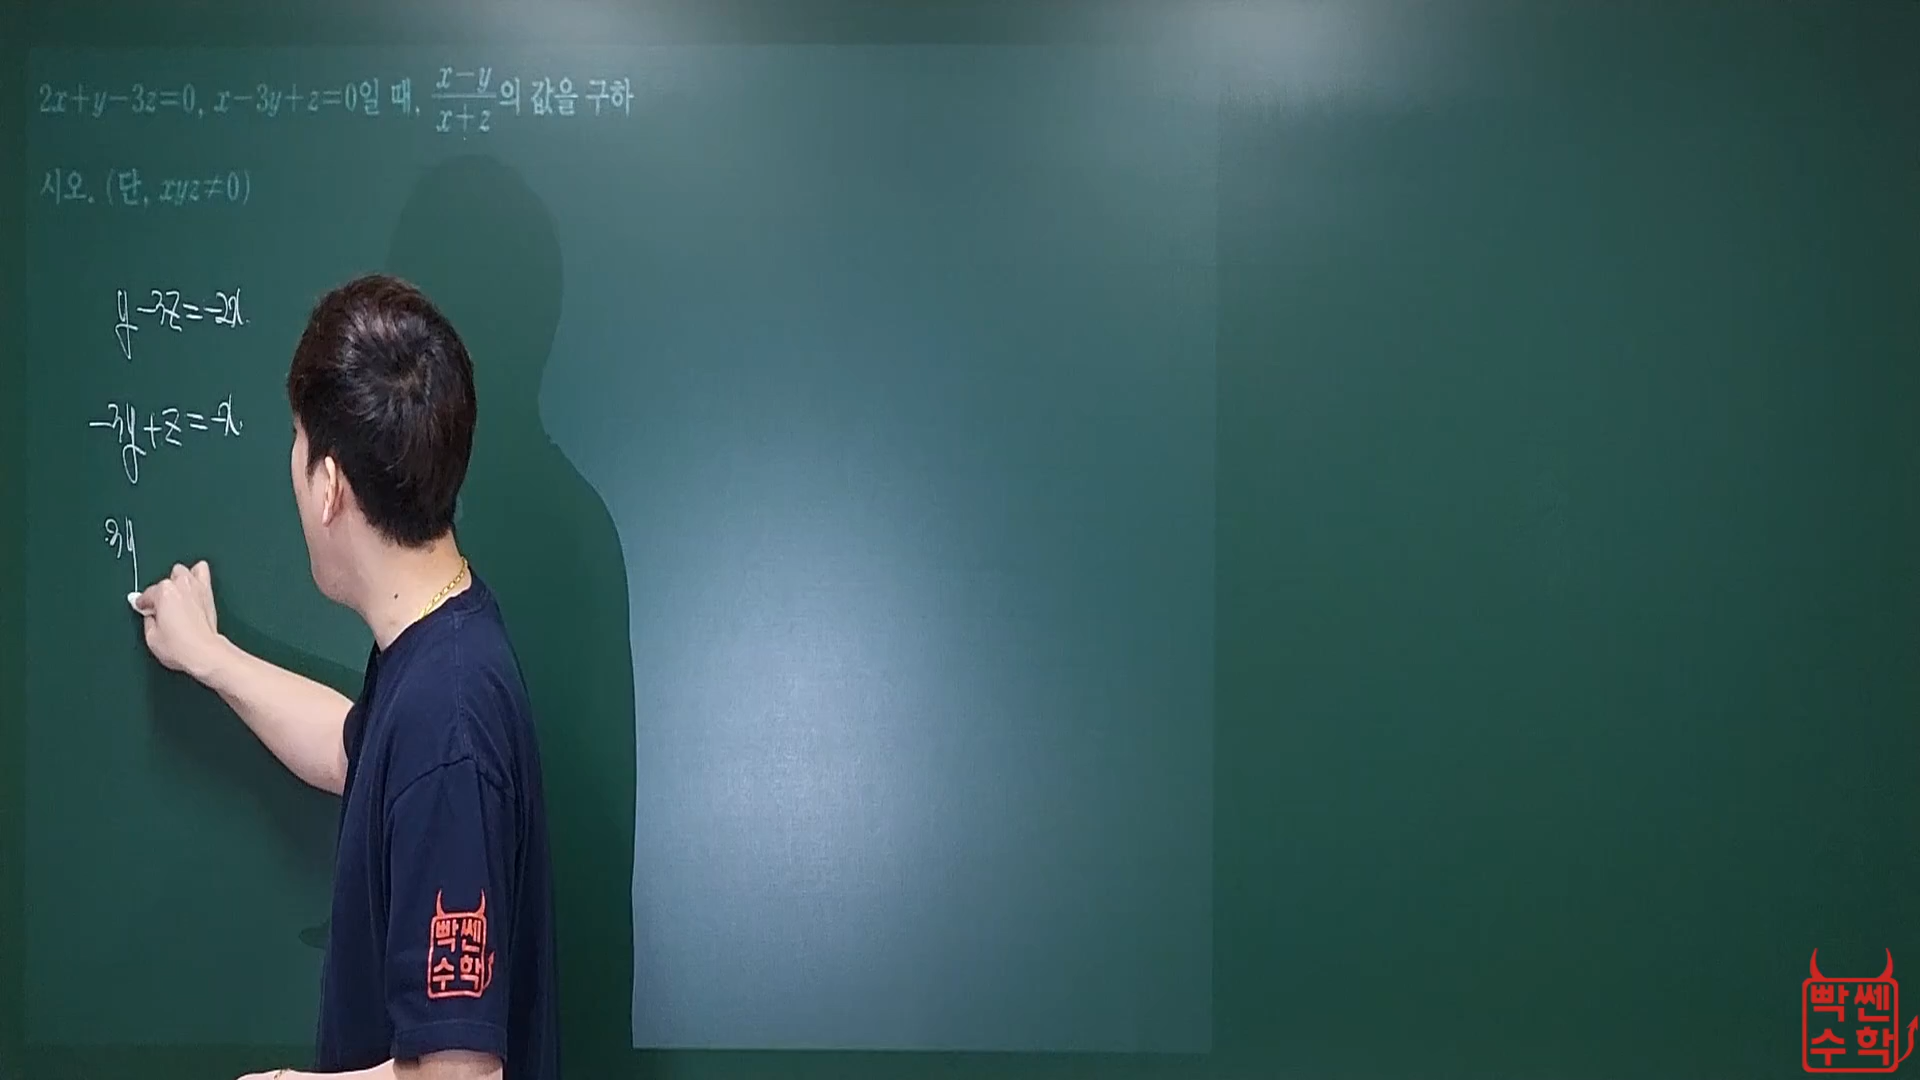 2x+y-3z=0, x-3y+z=0일 때, \frac{x-y}{x+z}의 값을 구하
시오. (단, xyz≠0)
y-3z=-2x
-3y+z=-x
3y
빡쎈
수학
빡쎈
수학